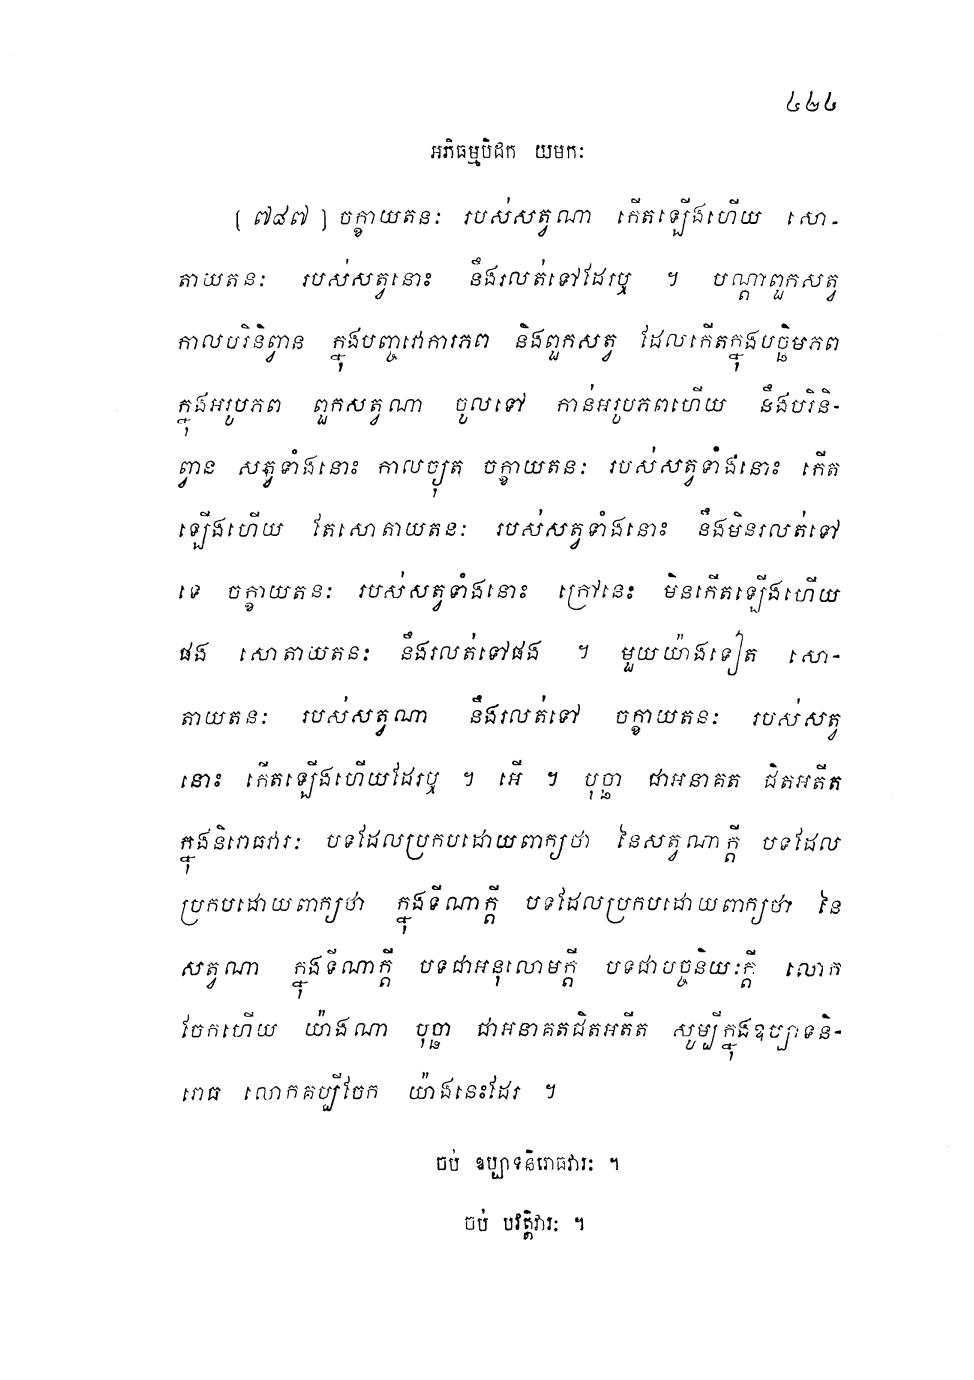 ៤២៤
អភិធម្មបិដក យមកៈ
[ ៧៨៧ ] ចក្ខាយតនៈ របស់សត្វណា កើតឡើងហើយ សោ-
តាយតនៈ របស់សត្វនោះ នឹងរលត់ទៅដែរឬ ។ បណ្តាពួកសត្វ
កាលបរិនិព្វាន ក្នុងបញ្ចវោការភព និងពួកសត្វ ដែលកើតក្នុងបច្ឆិមភព
ក្នុងអរូបភព ពួកសត្វណា ចូលទៅ កាន់អរូបភពហើយ នឹងបរិនិ-
ព្វាន សត្វទាំងនោះ កាលច្យុត ចក្ខាយតនៈ របស់សត្វទាំងនោះ កើត
ឡើងហើយ តែសោតាយតនៈ របស់សត្វទាំងនោះ នឹងមិនរលត់ទៅ
ទេ ចក្ខាយតនៈ របស់សត្វទាំងនោះ ក្រៅនេះ មិនកើតឡើងហើយ
ផង សោតាយតនៈ នឹងរលត់ទៅផង ។ មួយយ៉ាងទៀត សោ-
តាយតនៈ របស់សត្វណា នឹងរលត់ទៅ ចក្ខាយតនៈ របស់សត្វ
នោះ កើតឡើងហើយដែរឬ ។ អើ ។ បុច្ឆា ជាអនាគត ជិតអតីត
ក្នុងនិរោធវារៈ បទដែលប្រកបដោយពាក្យថា នៃសត្វណាក្តី បទដែល
ប្រកបដោយពាក្យថា ក្នុងទីណាក្តី បទដែលប្រកបដោយពាក្យថា នៃ
សត្វណា ក្នុងទីណាក្តី បទជាអនុលោមក្តី បទជាបច្ចនិយៈក្តី លោក
ចែកហើយ យ៉ាងណា បុច្ឆា ជាអនាគតជិតអតីត សូម្បីក្នុងឧប្បាទនិ-
រោធ លោកគប្បីចែក យ៉ាងនេះដែរ ។
ចប់ ឧប្បាទនិរោធវារៈ ។
ចប់ បវត្តិវារៈ ។